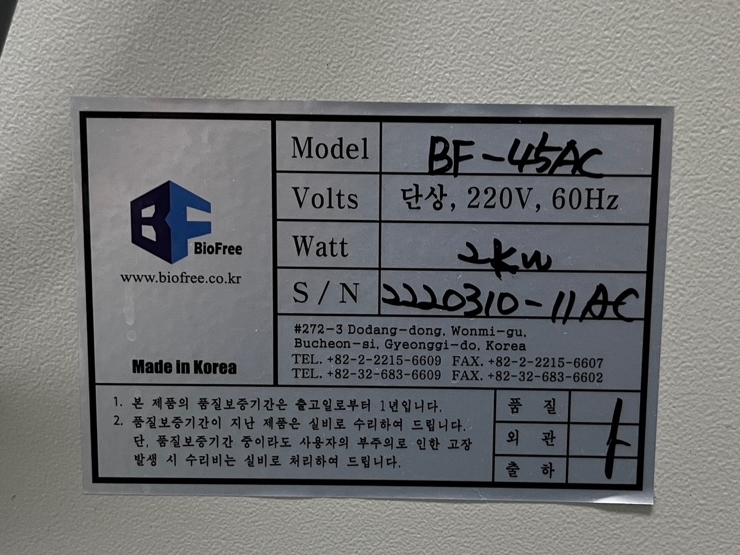 BF
BioFree
www.biofree.co.kr
Made in Korea
Model BF-45AC
Volts 단상, 220V, 60Hz
Watt 2KW
S/N 2220310-11AC
#272-3 Dodang-dong, Wonmi-gu,
Bucheon-si, Gyeonggi-do, Korea
TEL. +82-2-2215-6609 FAX. +82-2-2215-6607
TEL. +82-32-683-6609 FAX. +82-32-683-6602
1. 본 제품의 품질보증기간은 출고일로부터 1년입니다.
2. 품질보증기간이 지난 제품은 실비로 수리하여 드립니다.
단, 품질보증기간 중이라도 사용자의 부주의로 인한 고장
발생 시 수리비는 실비로 처리하여 드립니다.
품 질
외 관
출 하